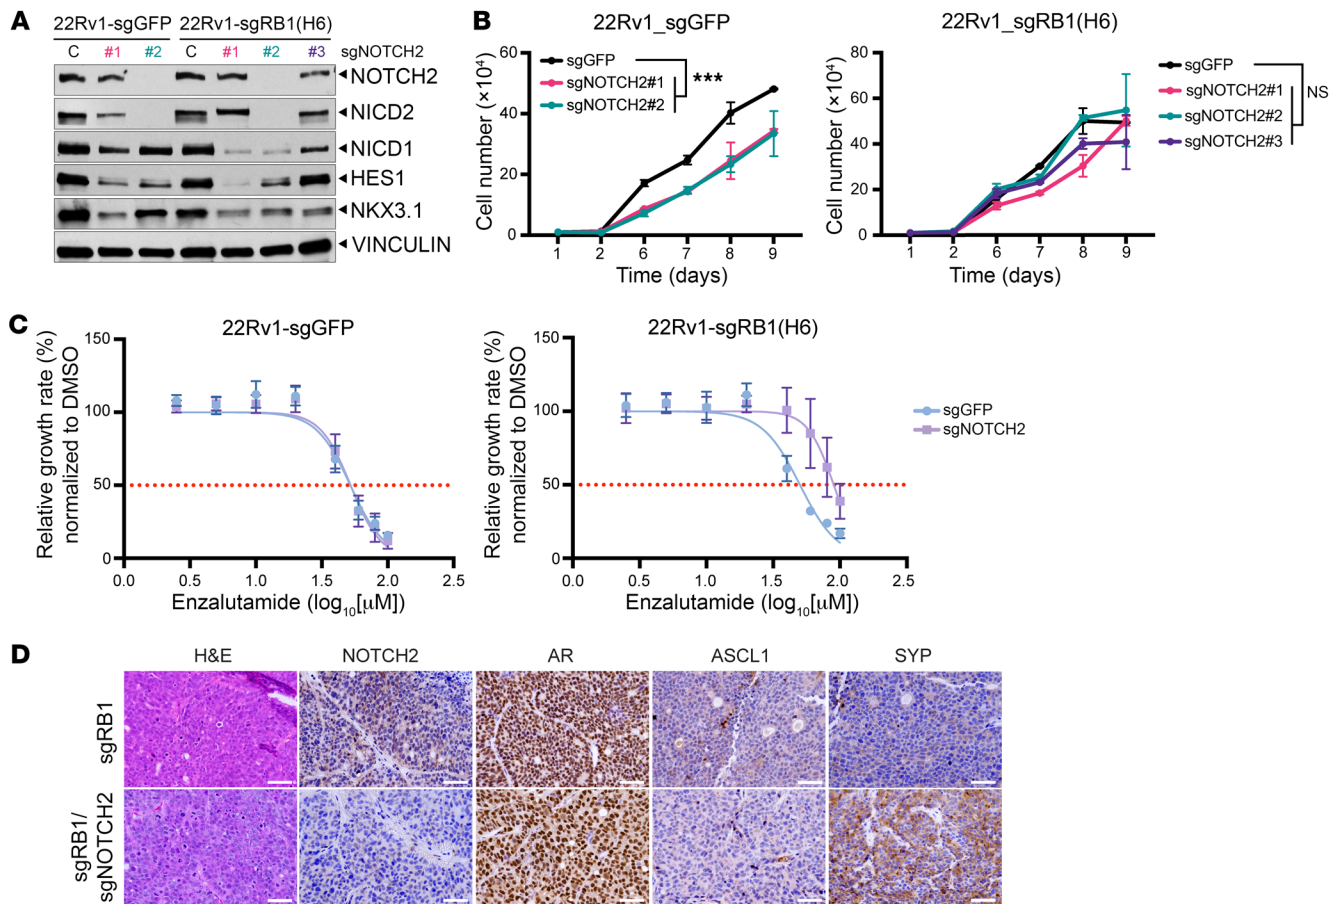 A
22Rv1-sgGFP 22Rv1-sgRB1(H6)
C #1 #2 C #1 #2 #3 sgNOTCH2
NOTCH2
NICD2
NICD1
HES1
NKX3.1
VINCULIN
B
22Rv1_sgGFP
Cell number (×10⁴)
60
40
20
0
1 2 6 7 8 9
Time (days)
sgGFP
sgNOTCH2#1
sgNOTCH2#2
***
22Rv1_sgRB1(H6)
Cell number (×10⁴)
80
60
40
20
0
1 2 6 7 8 9
Time (days)
sgGFP
sgNOTCH2#1
sgNOTCH2#2
sgNOTCH2#3
NS
C
22Rv1-sgGFP
Relative growth rate (%)
normalized to DMSO
150
100
50
0
0.0 0.5 1.0 1.5 2.0 2.5
Enzalutamide (log₁₀[µM])
22Rv1-sgRB1(H6)
Relative growth rate (%)
normalized to DMSO
150
100
50
0
0.0 0.5 1.0 1.5 2.0 2.5
Enzalutamide (log₁₀[µM])
sgGFP
sgNOTCH2
D
H&E NOTCH2 AR ASCL1 SYP
sgRB1
sgRB1/
sgNOTCH2